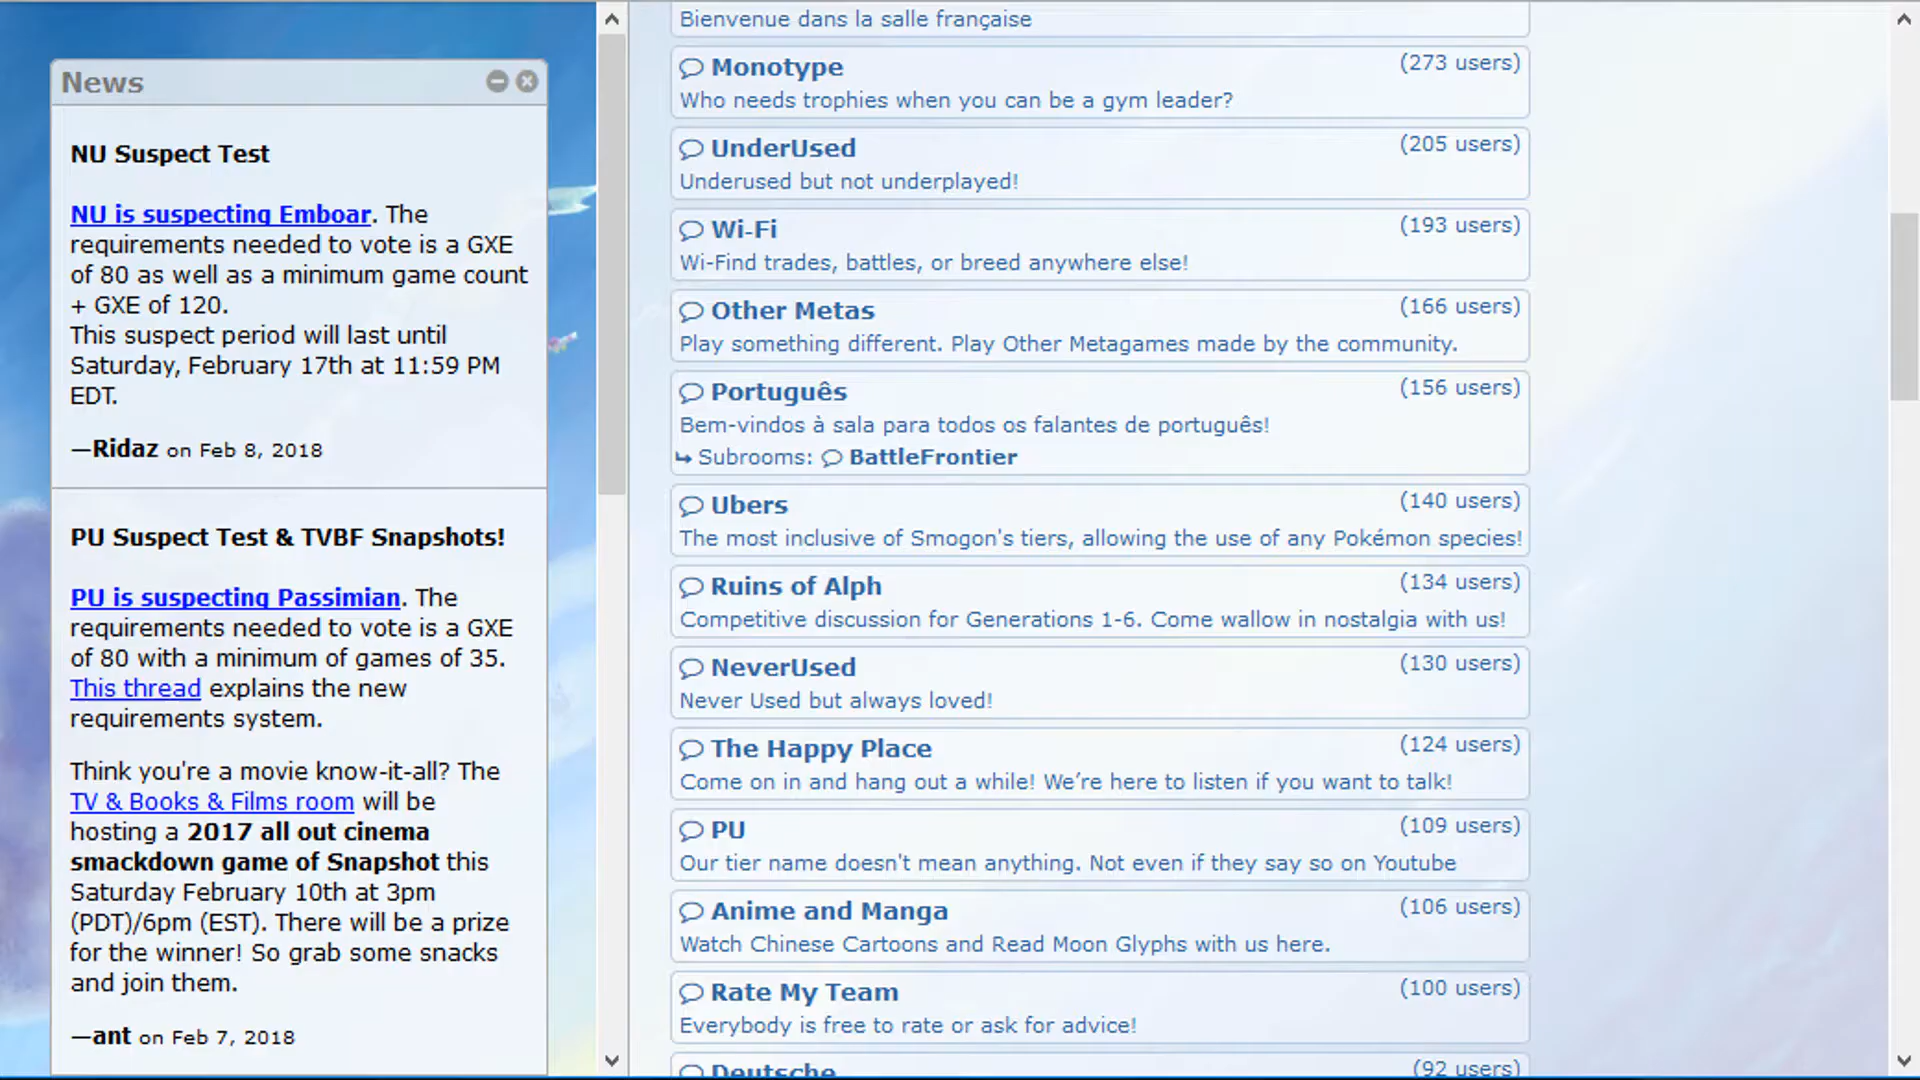 News
NU Suspect Test
NU is suspecting Emboar. The
requirements needed to vote is a GXE
of 80 as well as a minimum game count
+ GXE of 120.
This suspect period will last until
Saturday, February 17th at 11:59 PM
EDT.
—Ridaz on Feb 8, 2018
PU Suspect Test & TVBF Snapshots!
PU is suspecting Passimian. The
requirements needed to vote is a GXE
of 80 with a minimum of games of 35.
This thread explains the new
requirements system.
Think you're a movie know-it-all? The
TV & Books & Films room will be
hosting a 2017 all out cinema
smackdown game of Snapshot this
Saturday February 10th at 3pm
(PDT)/6pm (EST). There will be a prize
for the winner! So grab some snacks
and join them.
—ant on Feb 7, 2018
Bienvenue dans la salle française
Monotype (273 users)
Who needs trophies when you can be a gym leader?
UnderUsed (205 users)
Underused but not underplayed!
Wi-Fi (193 users)
Wi-Find trades, battles, or breed anywhere else!
Other Metas (166 users)
Play something different. Play Other Metagames made by the community.
Português (156 users)
Bem-vindos à sala para todos os falantes de português!
Subrooms: BattleFrontier
Ubers (140 users)
The most inclusive of Smogon's tiers, allowing the use of any Pokémon species!
Ruins of Alph (134 users)
Competitive discussion for Generations 1-6. Come wallow in nostalgia with us!
NeverUsed (130 users)
Never Used but always loved!
The Happy Place (124 users)
Come on in and hang out a while! We’re here to listen if you want to talk!
PU (109 users)
Our tier name doesn't mean anything. Not even if they say so on Youtube
Anime and Manga (106 users)
Watch Chinese Cartoons and Read Moon Glyphs with us here.
Rate My Team (100 users)
Everybody is free to rate or ask for advice!
Deutsche (92 users)